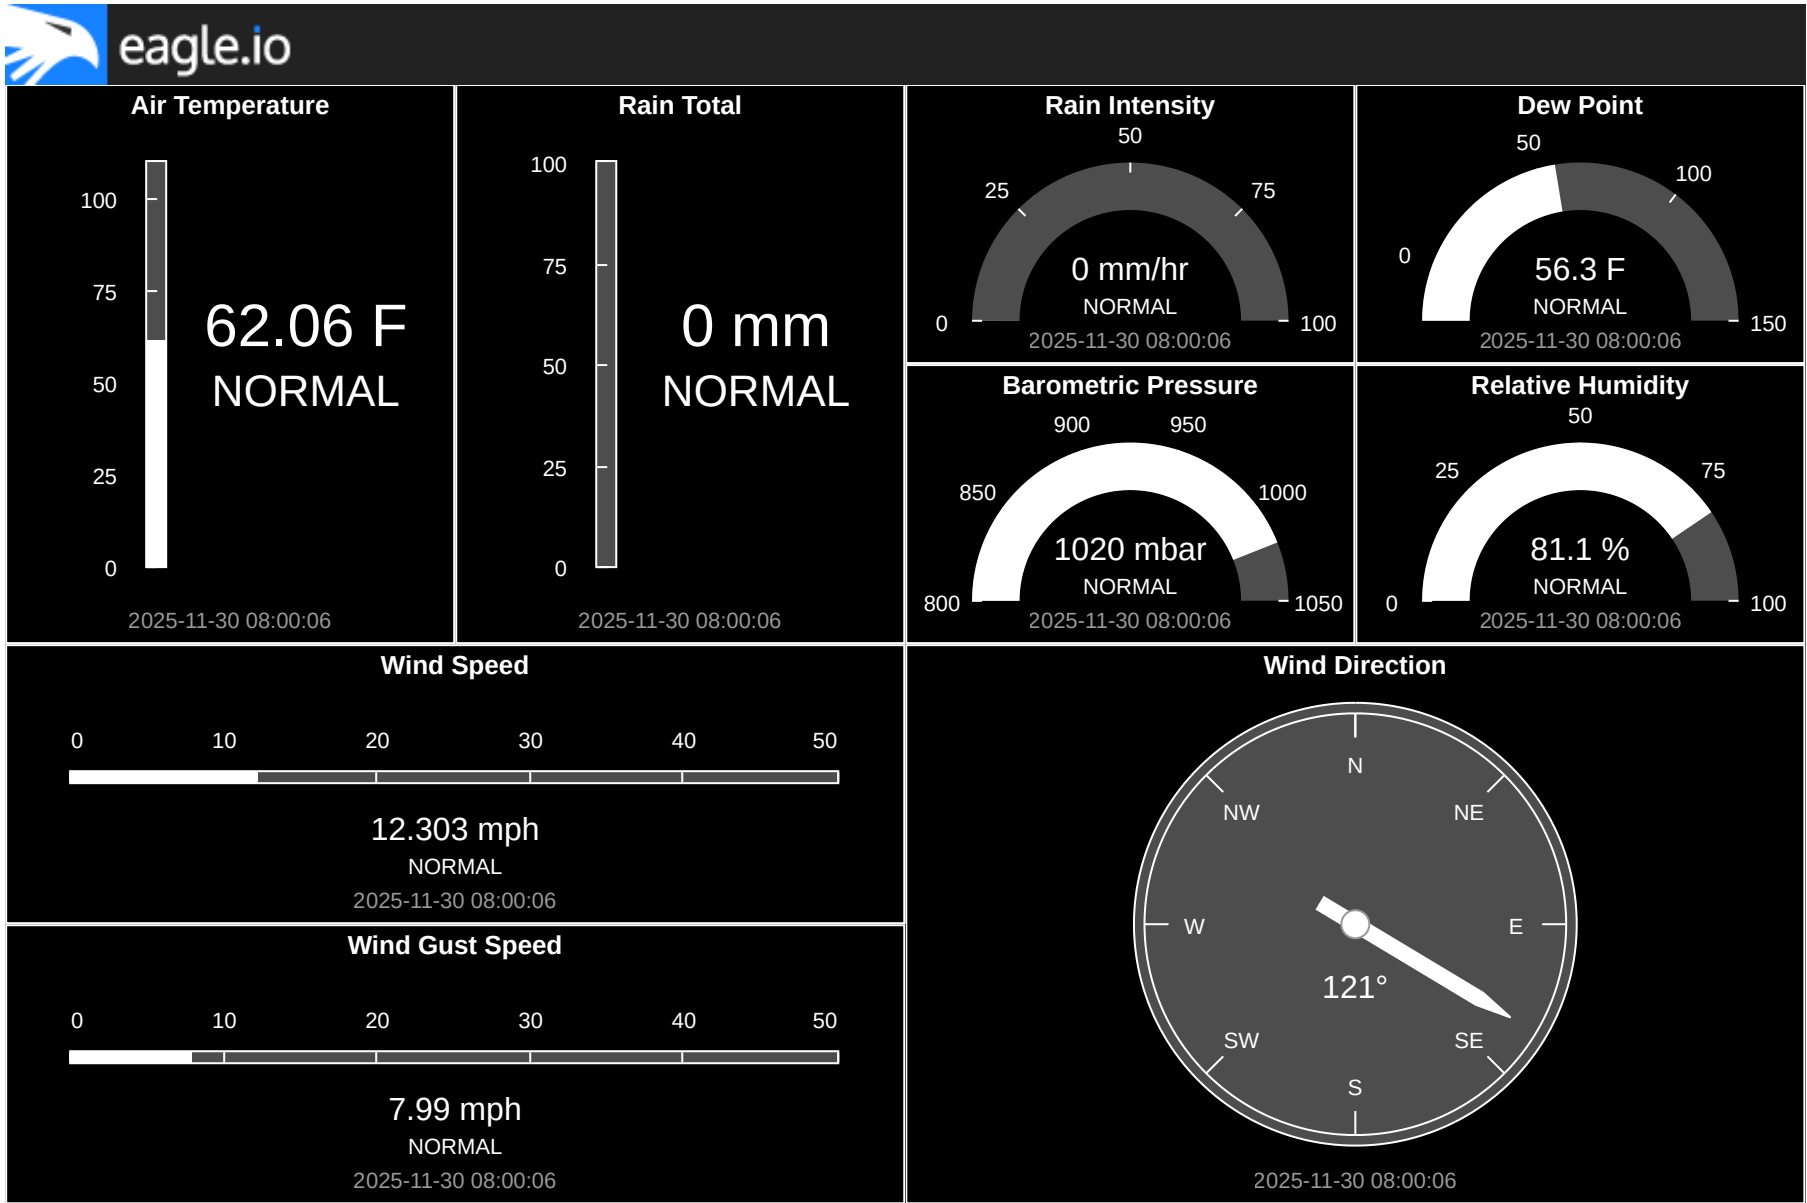 eagle.io
Air Temperature
100
75
50
25
0
62.06 F
NORMAL
2025-11-30 08:00:06
Rain Total
100
75
50
25
0
0 mm
NORMAL
2025-11-30 08:00:06
Rain Intensity
50
25
75
0
100
0 mm/hr
NORMAL
2025-11-30 08:00:06
Dew Point
50
100
0
150
56.3 F
NORMAL
2025-11-30 08:00:06
Barometric Pressure
900
950
850
1000
800
1050
1020 mbar
NORMAL
2025-11-30 08:00:06
Relative Humidity
50
25
75
0
100
81.1 %
NORMAL
2025-11-30 08:00:06
Wind Speed
0 10 20 30 40 50
12.303 mph
NORMAL
2025-11-30 08:00:06
Wind Gust Speed
0 10 20 30 40 50
7.99 mph
NORMAL
2025-11-30 08:00:06
Wind Direction
N
NW
NE
W
E
121°
SW
SE
S
2025-11-30 08:00:06